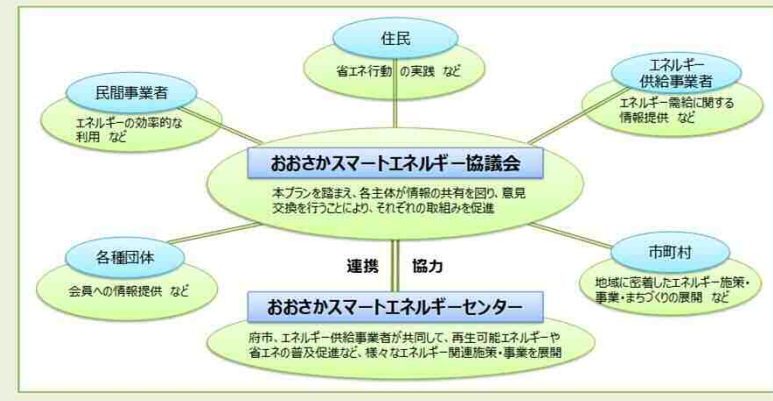 住民
省エネ行動 の実践 など
民間事業者
エネルギーの効率的な
利用 など
エネルギー
供給事業者
エネルギー需給に関する
情報提供 など
おおさかスマートエネルギー協議会
本プランを踏まえ、各主体が情報の共有を図り、意見
交換を行うことにより、それぞれの取組みを促進
各種団体
会員への情報提供 など
市町村
地域に密着したエネルギー施策・
事業・まちづくりの展開 など
連携 協力
おおさかスマートエネルギーセンター
府市、エネルギー供給事業者が共同して、再生可能エネルギーや
省エネの普及促進など、様々なエネルギー関連施策・事業を展開